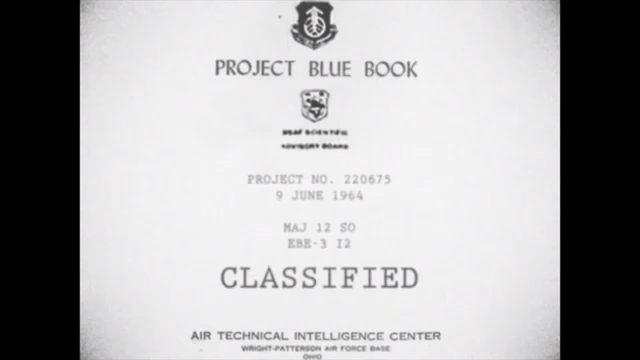 PROJECT BLUE BOOK
USAF SCIENTIFIC
ADVISORY BOARD
PROJECT NO. 220675
9 JUNE 1964
MAJ 12 SO
EBE-3 I2
CLASSIFIED
AIR TECHNICAL INTELLIGENCE CENTER
WRIGHT-PATTERSON AIR FORCE BASE
OHIO